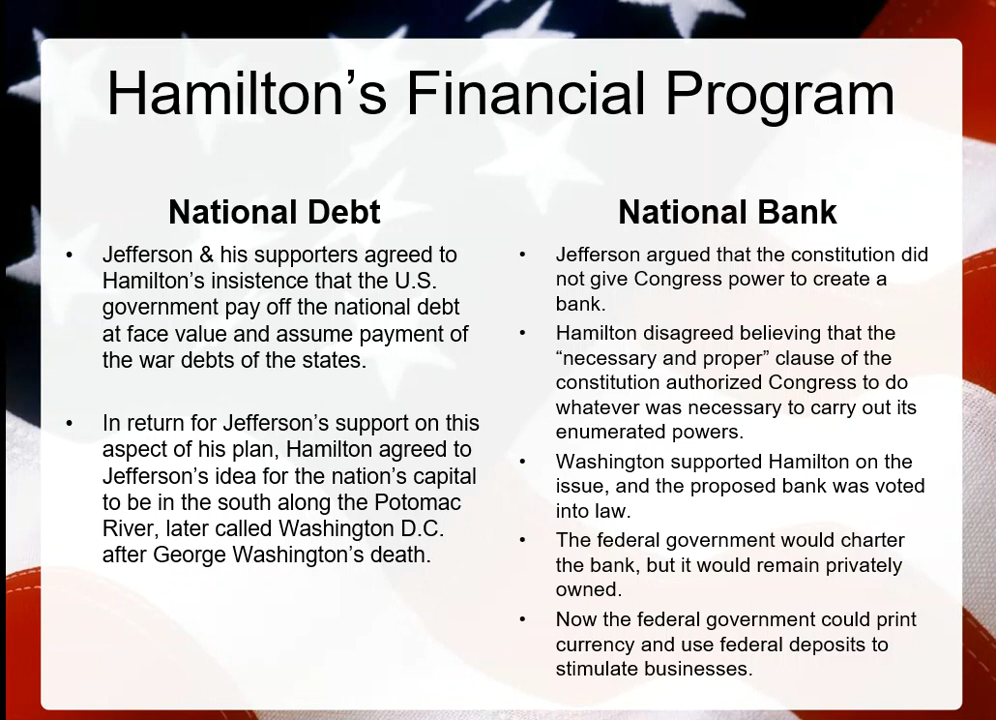 Hamilton’s Financial Program
National Debt
• Jefferson & his supporters agreed to
Hamilton’s insistence that the U.S.
government pay off the national debt
at face value and assume payment of
the war debts of the states.
• In return for Jefferson’s support on this
aspect of his plan, Hamilton agreed to
Jefferson’s idea for the nation’s capital
to be in the south along the Potomac
River, later called Washington D.C.
after George Washington’s death.
National Bank
• Jefferson argued that the constitution did
not give Congress power to create a
bank.
• Hamilton disagreed believing that the
“necessary and proper” clause of the
constitution authorized Congress to do
whatever was necessary to carry out its
enumerated powers.
• Washington supported Hamilton on the
issue, and the proposed bank was voted
into law.
• The federal government would charter
the bank, but it would remain privately
owned.
• Now the federal government could print
currency and use federal deposits to
stimulate businesses.